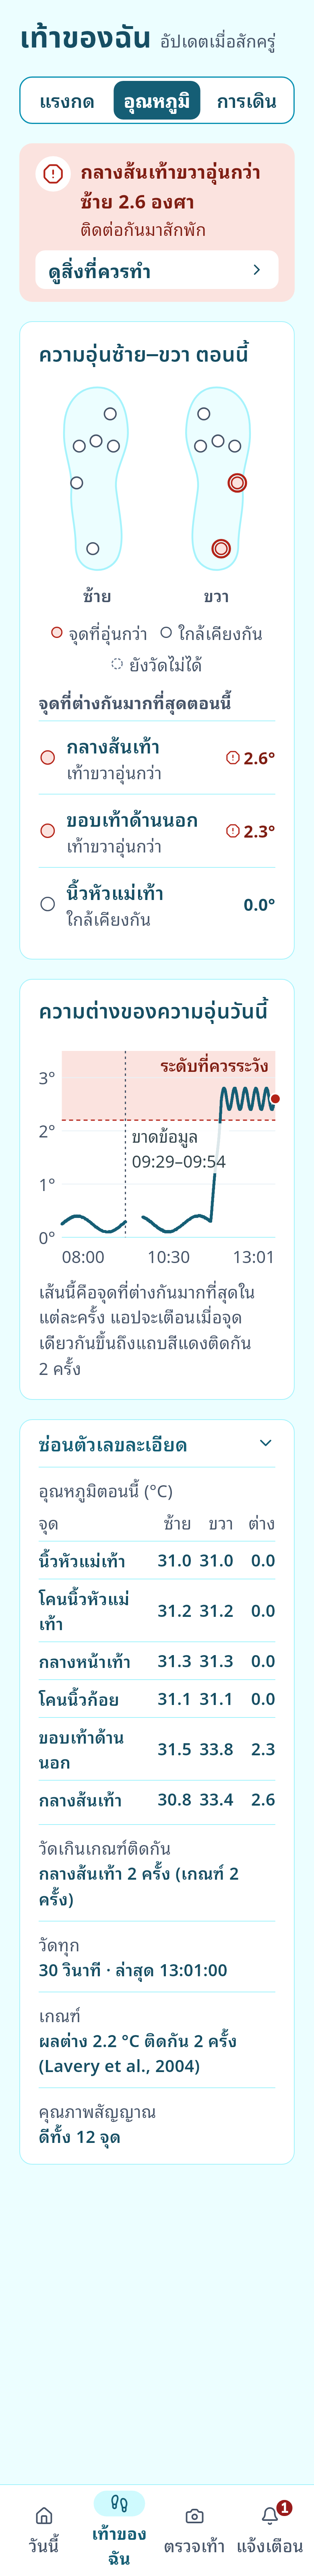 เท้าของฉัน อัปเดตเมื่อสักครู่
แรงกด อุณหภูมิ การเดิน
กลางส้นเท้าขวาอุ่นกว่า
ซ้าย 2.6 องศา
ติดต่อกันมาสักพัก
ดูสิ่งที่ควรทำ
ความอุ่นซ้าย–ขวา ตอนนี้
ซ้าย ขวา
จุดที่อุ่นกว่า ใกล้เคียงกัน
ยังวัดไม่ได้
จุดที่ต่างกันมากที่สุดตอนนี้
กลางส้นเท้า
เท้าขวาอุ่นกว่า
2.6°
ขอบเท้าด้านนอก
เท้าขวาอุ่นกว่า
2.3°
นิ้วหัวแม่เท้า
ใกล้เคียงกัน
0.0°
ความต่างของความอุ่นวันนี้
ระดับที่ควรระวัง
3°
2°
ขาดข้อมูล
09:29–09:54
1°
0°
08:00 10:30 13:01
เส้นนี้คือจุดที่ต่างกันมากที่สุดใน
แต่ละครั้ง แอปจะเตือนเมื่อจุด
เดียวกันขึ้นถึงแถบสีแดงติดกัน
2 ครั้ง
ซ่อนตัวเลขละเอียด
อุณหภูมิตอนนี้ (°C)
จุด ซ้าย ขวา ต่าง
นิ้วหัวแม่เท้า 31.0 31.0 0.0
โคนนิ้วหัวแม่
เท้า 31.2 31.2 0.0
กลางหน้าเท้า 31.3 31.3 0.0
โคนนิ้วก้อย 31.1 31.1 0.0
ขอบเท้าด้าน
นอก 31.5 33.8 2.3
กลางส้นเท้า 30.8 33.4 2.6
วัดเกินเกณฑ์ติดกัน
กลางส้นเท้า 2 ครั้ง (เกณฑ์ 2
ครั้ง)
วัดทุก
30 วินาที · ล่าสุด 13:01:00
เกณฑ์
ผลต่าง 2.2 °C ติดกัน 2 ครั้ง
(Lavery et al., 2004)
คุณภาพสัญญาณ
ดีทั้ง 12 จุด
1
วันนี้ เท้าของ
ฉัน ตรวจเท้า แจ้งเตือน